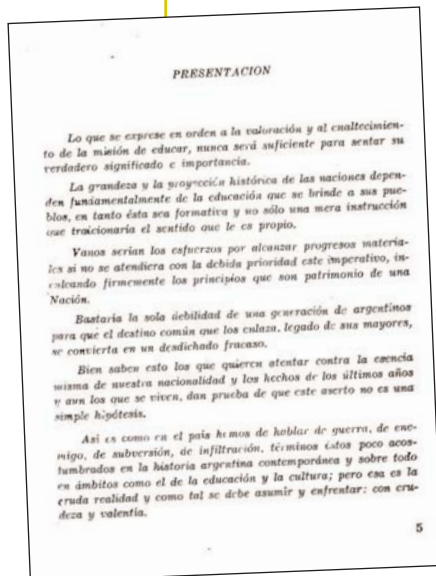 PRESENTACION
Lo que se exprese en orden a la valoración y al enaltecimien-
to de la misión de educar, nunca será suficiente para sentar su
verdadero significado e importancia.
La grandeza y la proyección histórica de las naciones depen-
den fundamentalmente de la educación que se brinde a sus pue-
blos, en tanto ésta sea formativa y no sólo una mera instrucción
que traicionaría el sentido que le es propio.
Vanos serían los esfuerzos por alcanzar progresos materia-
les si no se atendiera con la debida prioridad este imperativo, in-
culcando firmemente los principios que son patrimonio de una
Nación.
Bastaría la sola debilidad de una generación de argentinos
para que el destino común que los enlaza, legado de sus mayores,
se convierta en un desdichado fracaso.
Bien saben esto los que quieren atentar contra la esencia
misma de nuestra nacionalidad y los hechos de los últimos años
y aun los que se viven, dan prueba de que este aserto no es una
simple hipótesis.
Así es como en el país hemos de hablar de guerra, de ene-
migo, de subversión, de infiltración, términos éstos poco acos-
tumbrados en la historia argentina contemporánea y sobre todo
en ámbitos como el de la educación y la cultura; pero esa es la
cruda realidad y como tal se debe asumir y enfrentar: con cru-
deza y valentía.
5